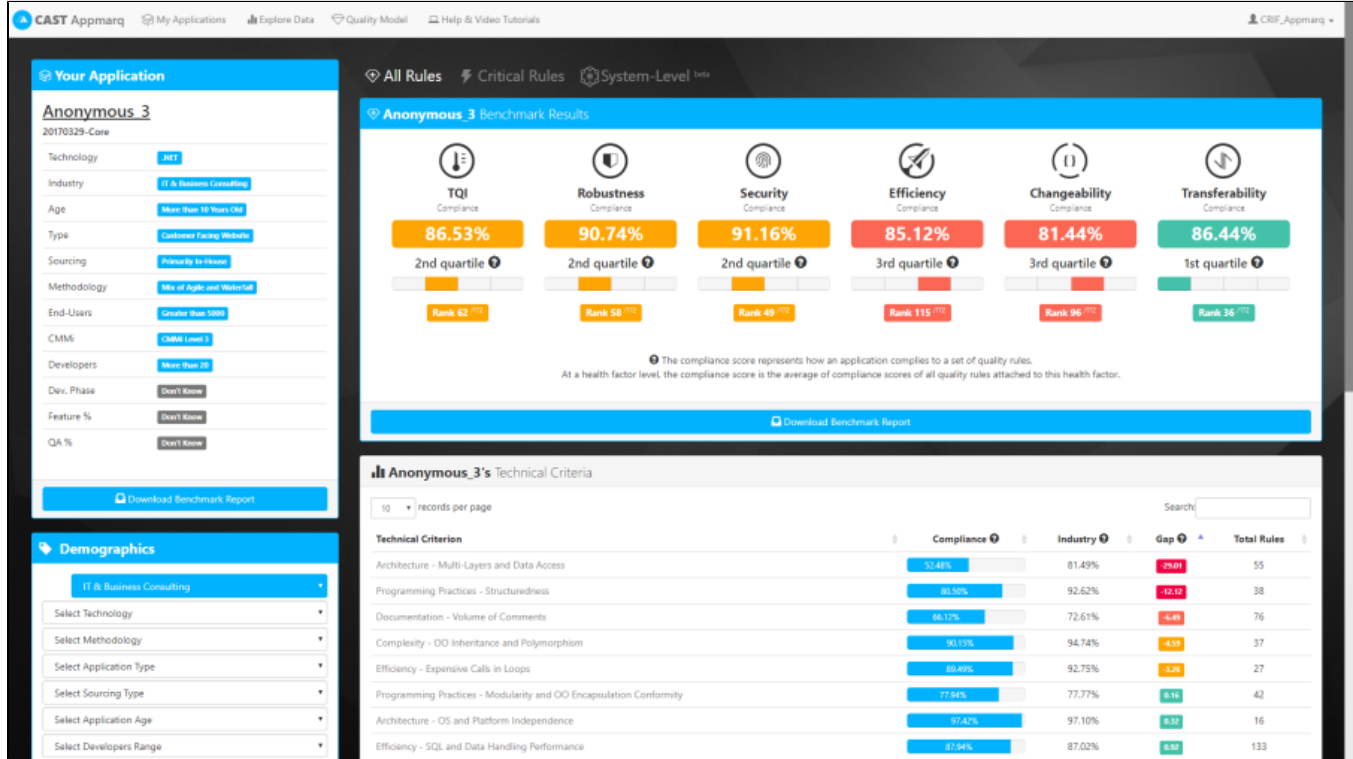 CAST Appmarq My Applications Explore Data Quality Model Help & Video Tutorials CRIF_Appmarq
Your Application
Anonymous_3
20170329-Core
Technology .NET
Industry IT & Business Consulting
Age More than 10 Years Old
Type Customer Facing Website
Sourcing Primarily In-House
Methodology Mix of Agile and Waterfall
End-Users Greater than 5000
CMMi CMMI Level 3
Developers More than 20
Dev. Phase Don't Know
Feature % Don't Know
QA % Don't Know
Download Benchmark Report
Demographics
IT & Business Consulting
Select Technology
Select Methodology
Select Application Type
Select Sourcing Type
Select Application Age
Select Developers Range
All Rules Critical Rules System-Level beta
Anonymous_3 Benchmark Results
TQI Robustness Security Efficiency Changeability Transferability
Compliance Compliance Compliance Compliance Compliance Compliance
86.53% 90.74% 91.16% 85.12% 81.44% 86.44%
2nd quartile 2nd quartile 2nd quartile 3rd quartile 3rd quartile 1st quartile
Rank 62 /172 Rank 58 /172 Rank 49 /172 Rank 115 /172 Rank 96 /172 Rank 36 /172
The compliance score represents how an application complies to a set of quality rules.
At a health factor level, the compliance score is the average of compliance scores of all quality rules attached to this health factor.
Download Benchmark Report
Anonymous_3's Technical Criteria
10 records per page Search:
Technical Criterion Compliance Industry Gap Total Rules
Architecture - Multi-Layers and Data Access 52.48% 81.49% -29.01 55
Programming Practices - Structuredness 80.50% 92.62% -12.12 38
Documentation - Volume of Comments 66.12% 72.61% -6.49 76
Complexity - OO Inheritance and Polymorphism 90.15% 94.74% -4.59 37
Efficiency - Expensive Calls in Loops 89.49% 92.75% -3.26 27
Programming Practices - Modularity and OO Encapsulation Conformity 77.94% 77.77% 0.16 42
Architecture - OS and Platform Independence 97.42% 97.10% 0.32 16
Efficiency - SQL and Data Handling Performance 87.94% 87.02% 0.92 133